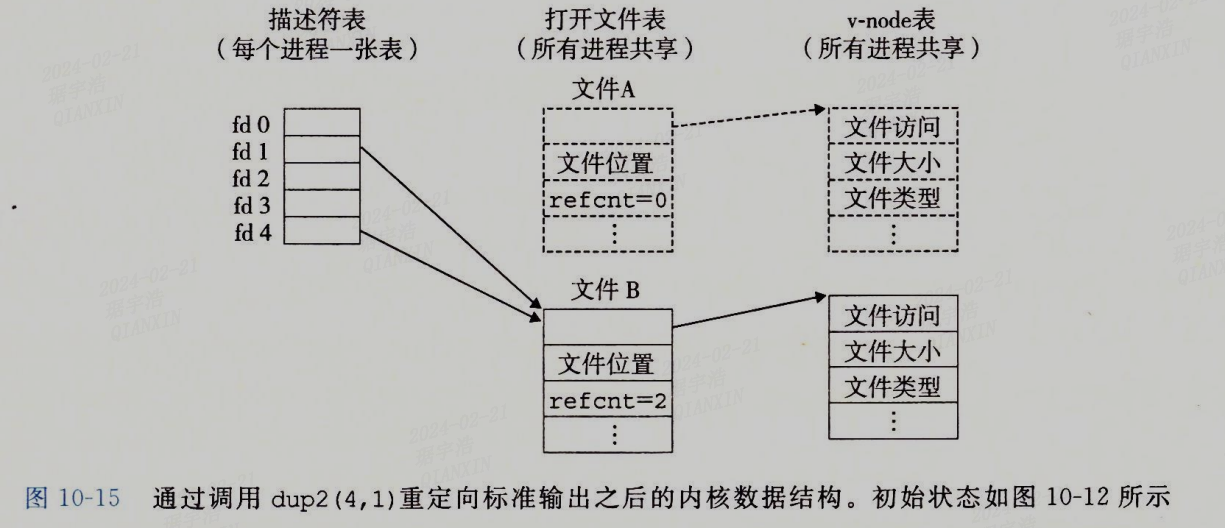 描述符表
（每个进程一张表）
打开文件表
（所有进程共享）
v-node表
（所有进程共享）
fd 0
fd 1
fd 2
fd 3
fd 4
文件A
文件位置
refcnt=0
⋮
文件访问
文件大小
文件类型
⋮
文件 B
文件位置
refcnt=2
⋮
文件访问
文件大小
文件类型
⋮
图 10-15 通过调用 dup2(4,1)重定向标准输出之后的内核数据结构。初始状态如图 10-12 所示
2024-02-21
QIANXIN